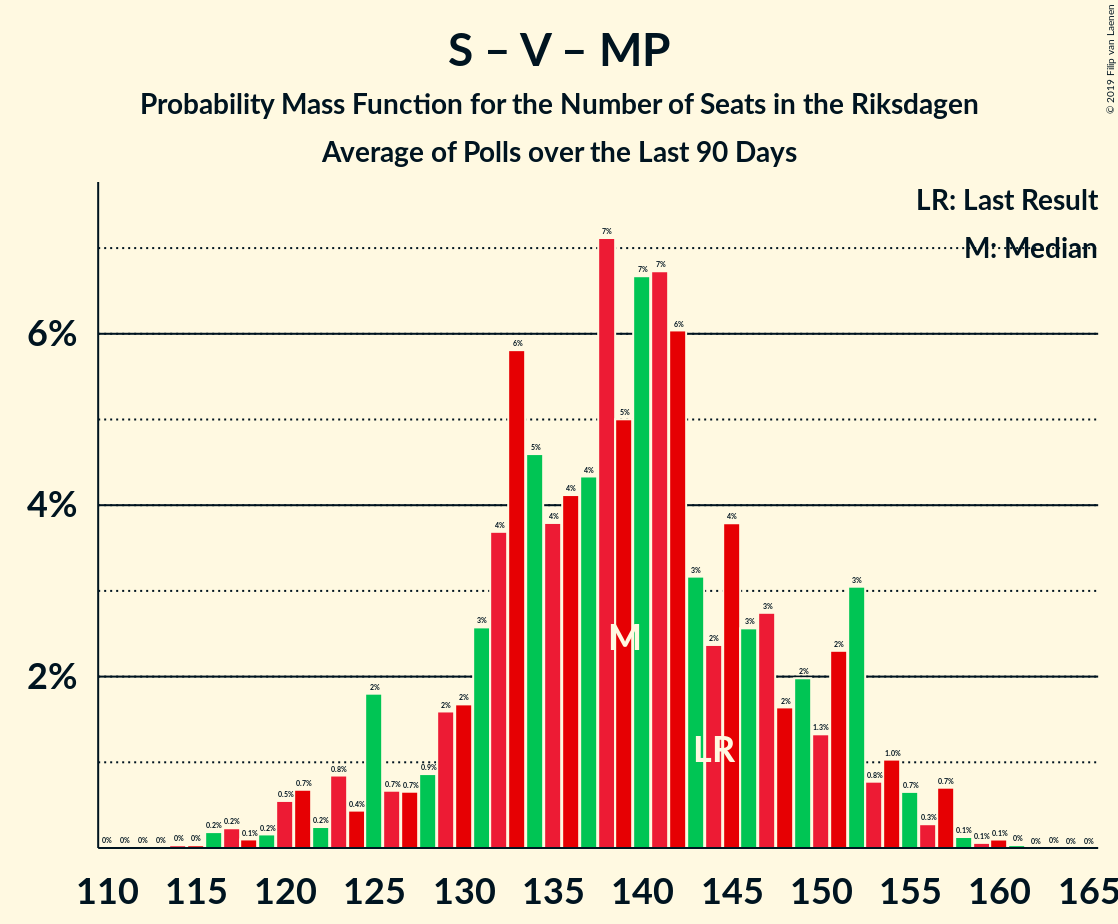 S – V – MP
Probability Mass Function for the Number of Seats in the Riksdagen
Average of Polls over the Last 90 Days
© 2019 Filip van Laenen
LR: Last Result
M: Median
6%
4%
2%
0% 0% 0% 0% 0% 0% 0.2% 0.2% 0.1% 0.2% 0.5% 0.7% 0.2% 0.8% 0.4% 2% 0.7% 0.7% 0.9% 2% 2% 3% 4% 6% 5% 4% 4% 4% 7% 5% 7% 7% 6% 3% 2% 4% 3% 3% 2% 2% 1.3% 2% 3% 0.8% 1.0% 0.7% 0.3% 0.7% 0.1% 0.1% 0.1% 0% 0% 0% 0% 0%
M
LR
110 115 120 125 130 135 140 145 150 155 160 165